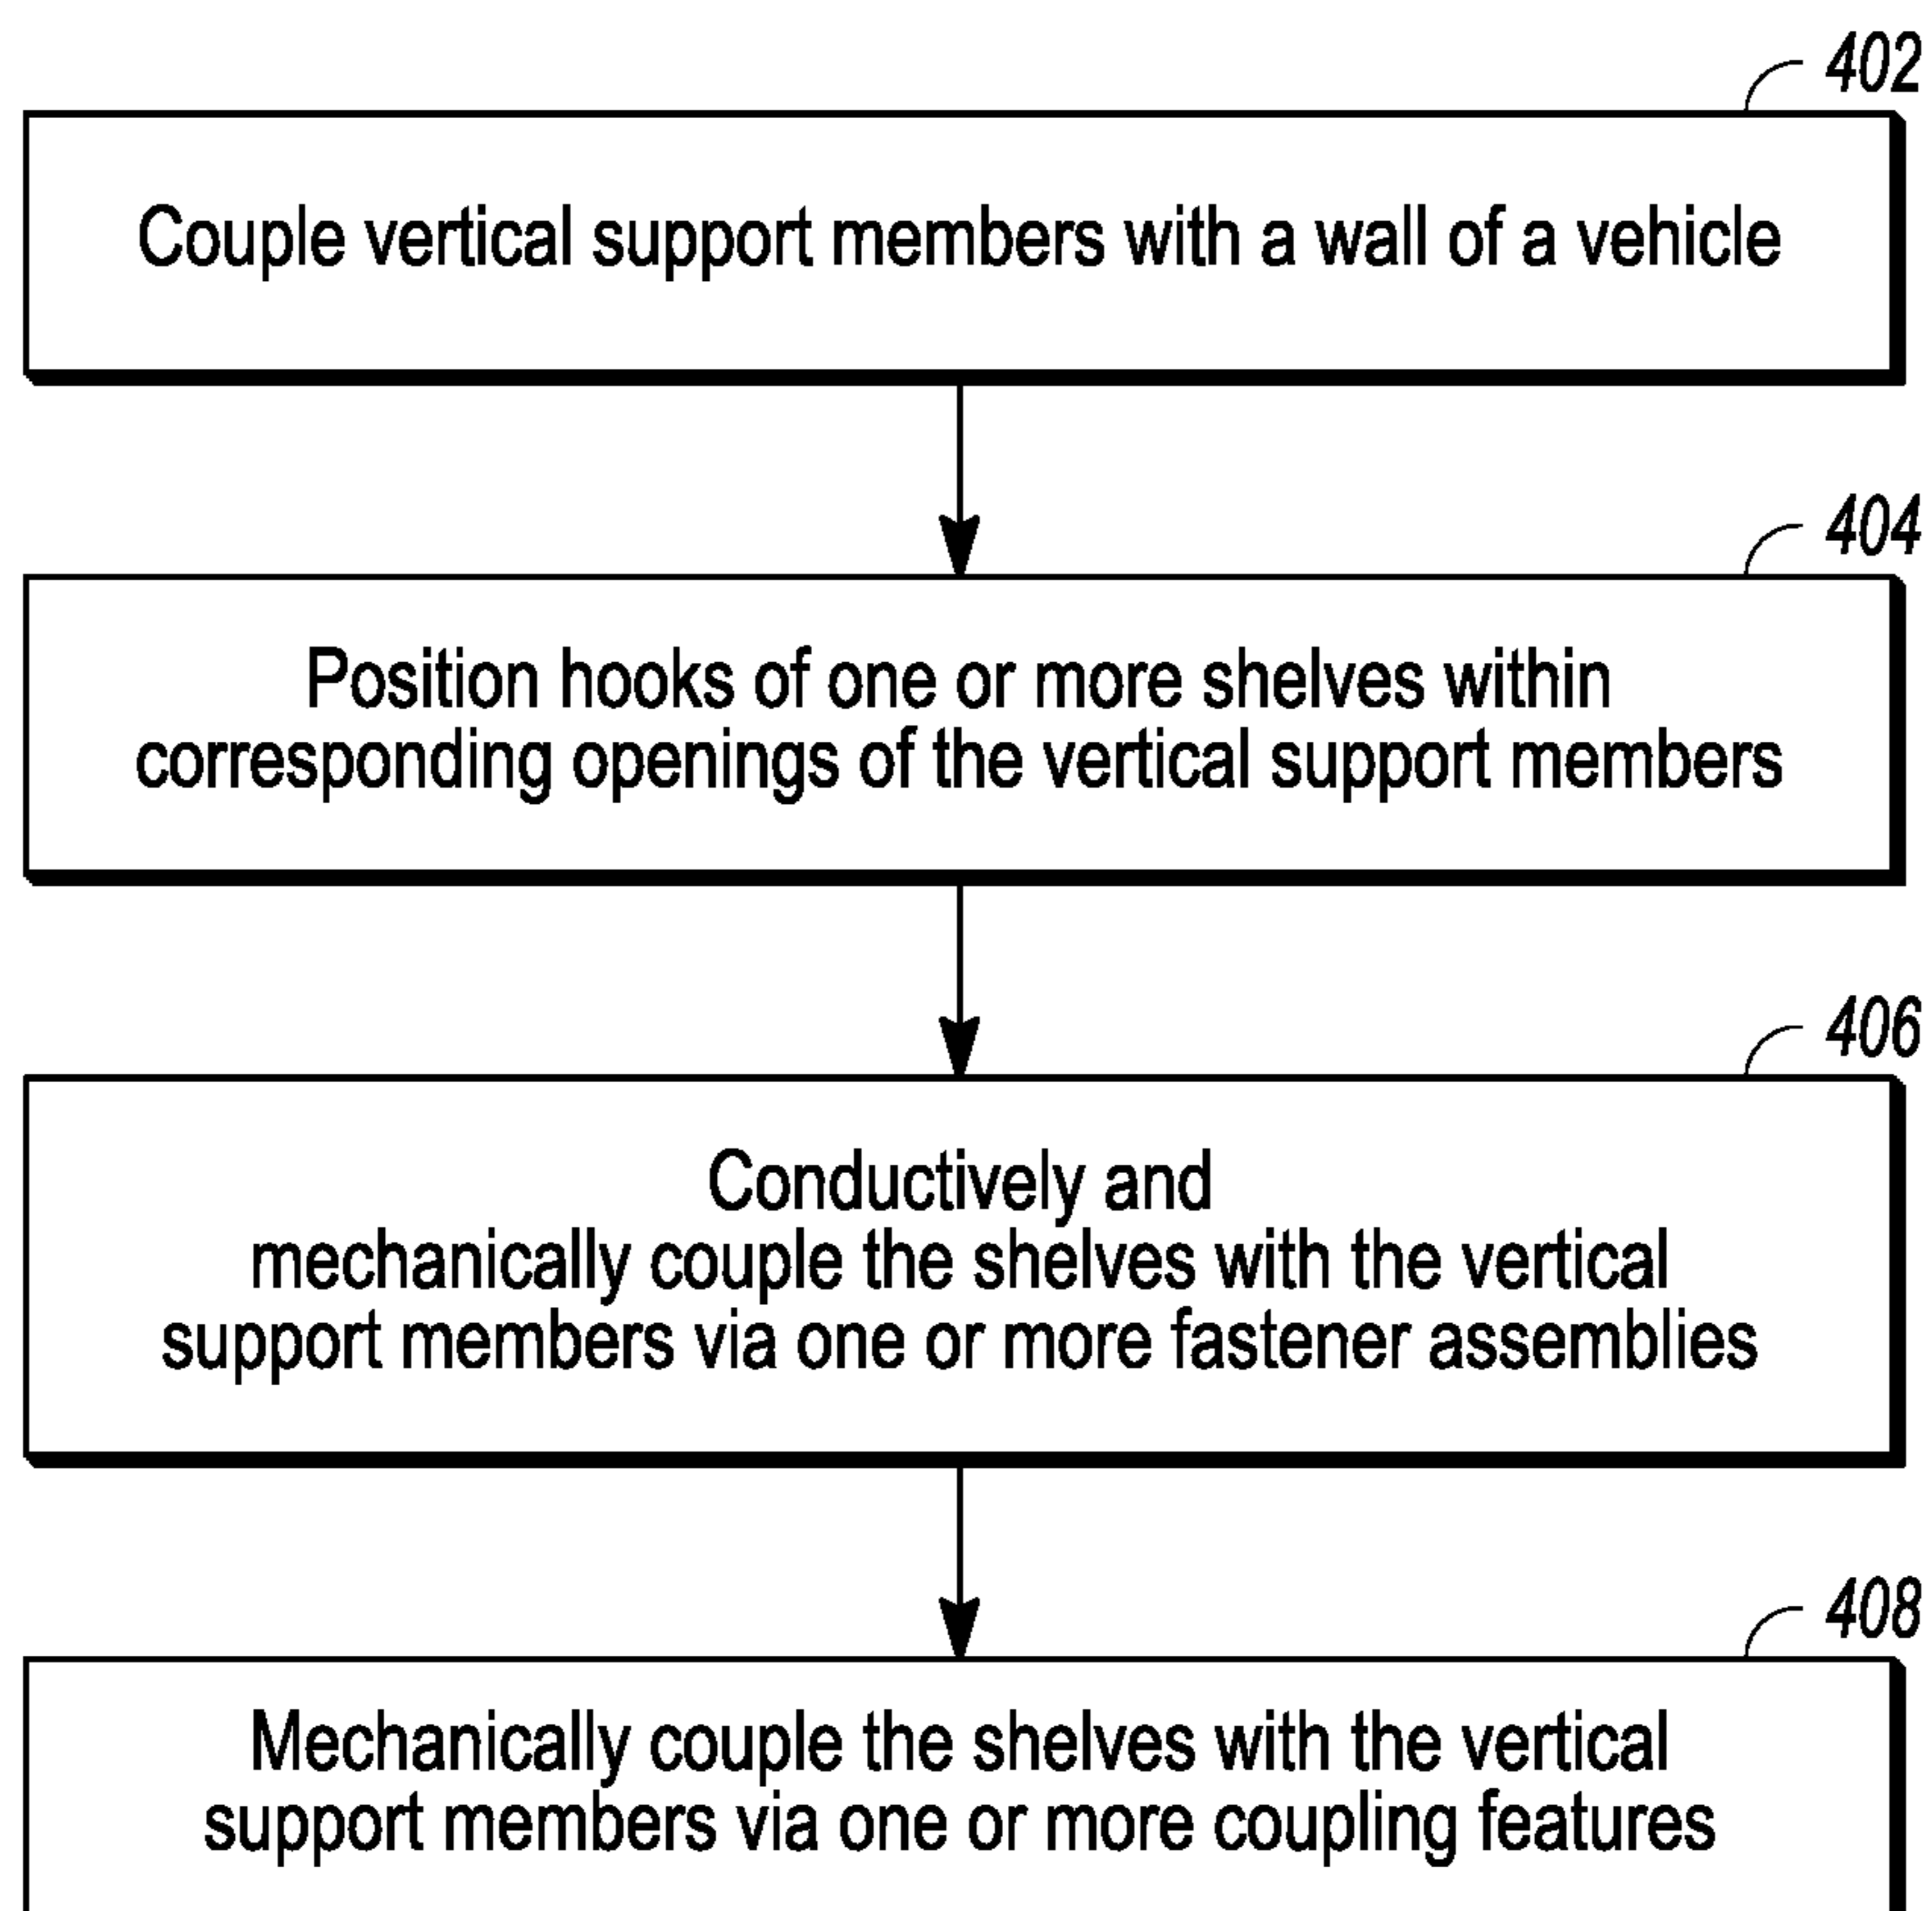 402
Couple vertical support members with a wall of a vehicle
404
Position hooks of one or more shelves within
corresponding openings of the vertical support members
406
Conductively and
mechanically couple the shelves with the vertical
support members via one or more fastener assemblies
408
Mechanically couple the shelves with the vertical
support members via one or more coupling features